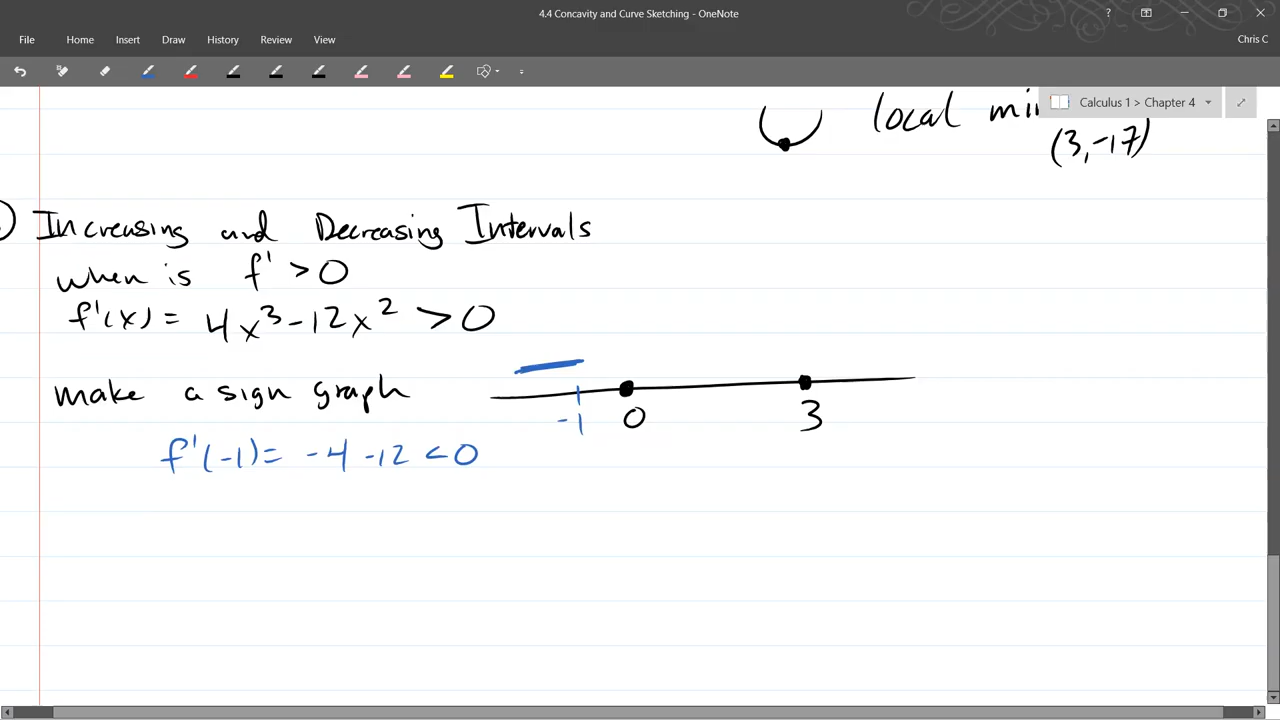 4.4 Concavity and Curve Sketching - OneNote
File Home Insert Draw History Review View
Chris C
Calculus 1 > Chapter 4
local mi
(3,-17)
) Increasing and Decreasing Intervals
when is f' > 0
f'(x) = 4x³-12x² > 0
make a sign graph
-1 0 3
f'(-1) = -4 -12 < 0